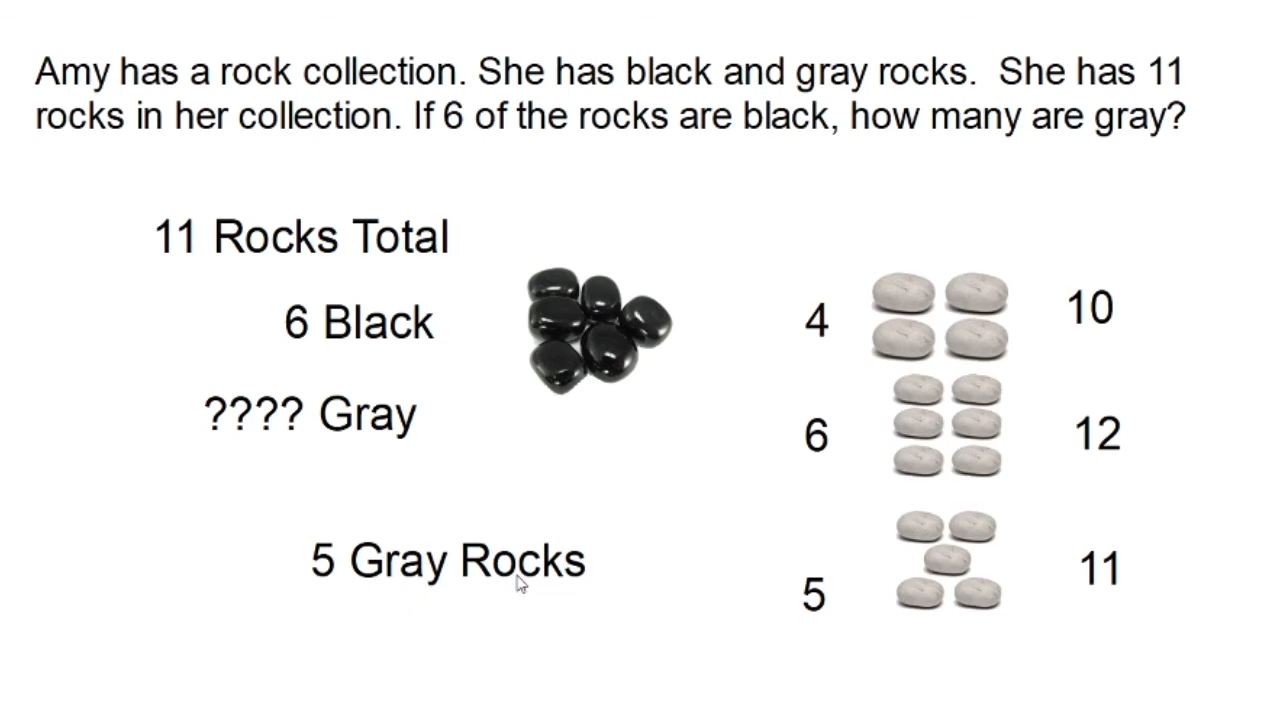 Amy has a rock collection. She has black and gray rocks.  She has 11
rocks in her collection. If 6 of the rocks are black, how many are gray?
11 Rocks Total
6 Black
???? Gray
5 Gray Rocks
4
10
6
12
5
11